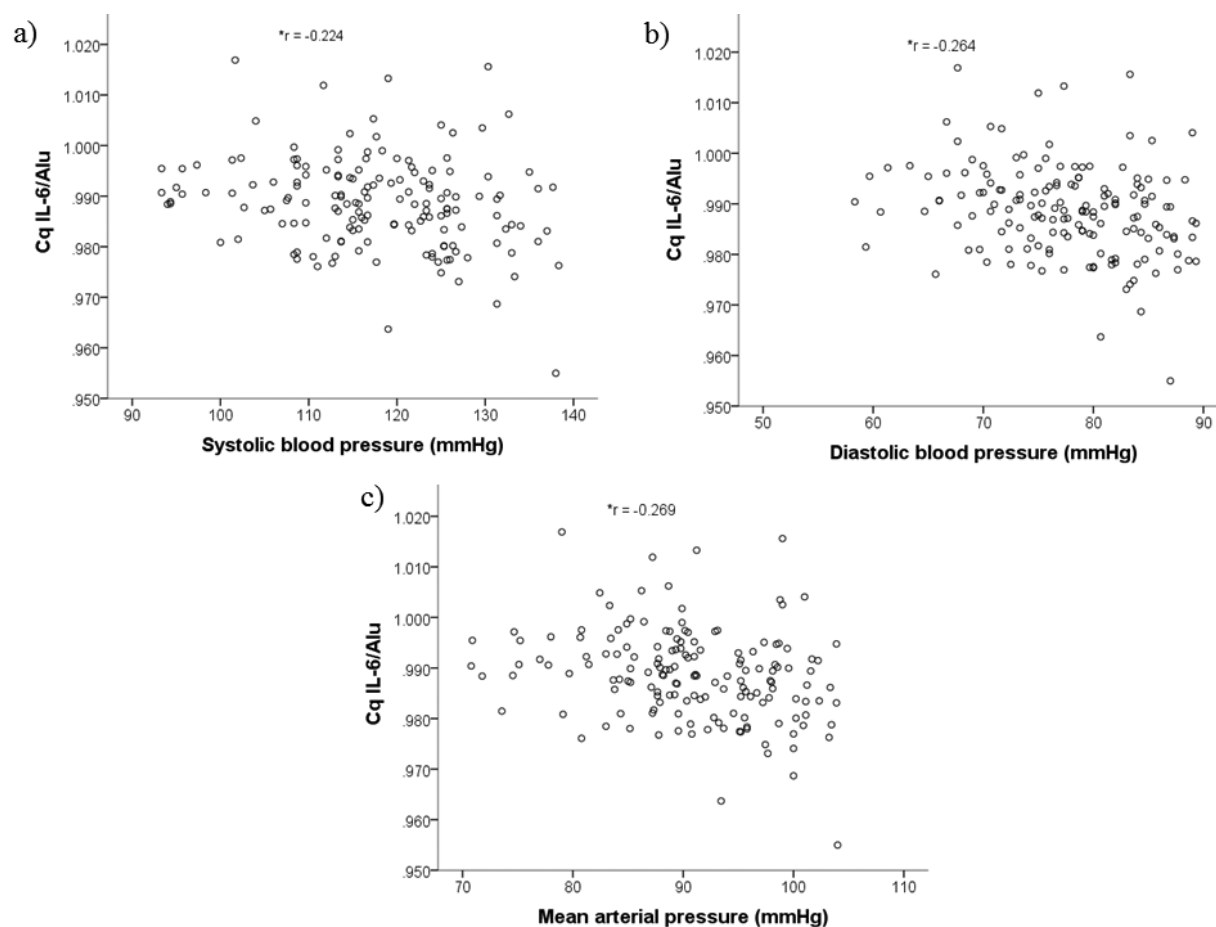 a)
*r = -0.224
1.020
1.010
1.000
.990
.980
.970
.960
.950
Cq IL-6/Alu
90 100 110 120 130 140
Systolic blood pressure (mmHg)
b)
*r = -0.264
1.020
1.010
1.000
.990
.980
.970
.960
.950
Cq IL-6/Alu
50 60 70 80 90
Diastolic blood pressure (mmHg)
c)
*r = -0.269
1.020
1.010
1.000
.990
.980
.970
.960
.950
Cq IL-6/Alu
70 80 90 100 110
Mean arterial pressure (mmHg)